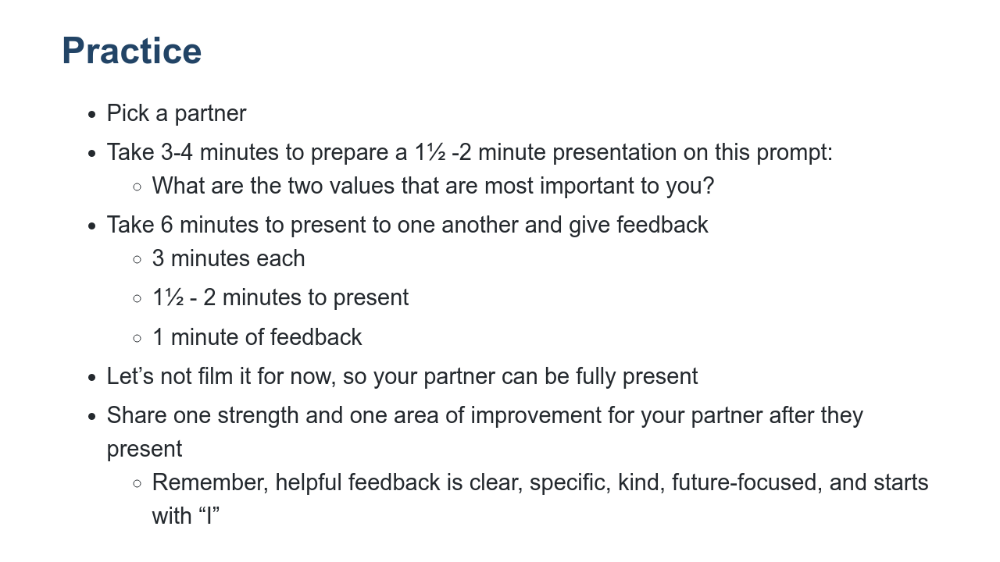 Practice
• Pick a partner
• Take 3-4 minutes to prepare a 1½ -2 minute presentation on this prompt:
○ What are the two values that are most important to you?
• Take 6 minutes to present to one another and give feedback
○ 3 minutes each
○ 1½ - 2 minutes to present
○ 1 minute of feedback
• Let’s not film it for now, so your partner can be fully present
• Share one strength and one area of improvement for your partner after they
present
○ Remember, helpful feedback is clear, specific, kind, future-focused, and starts
with “I”